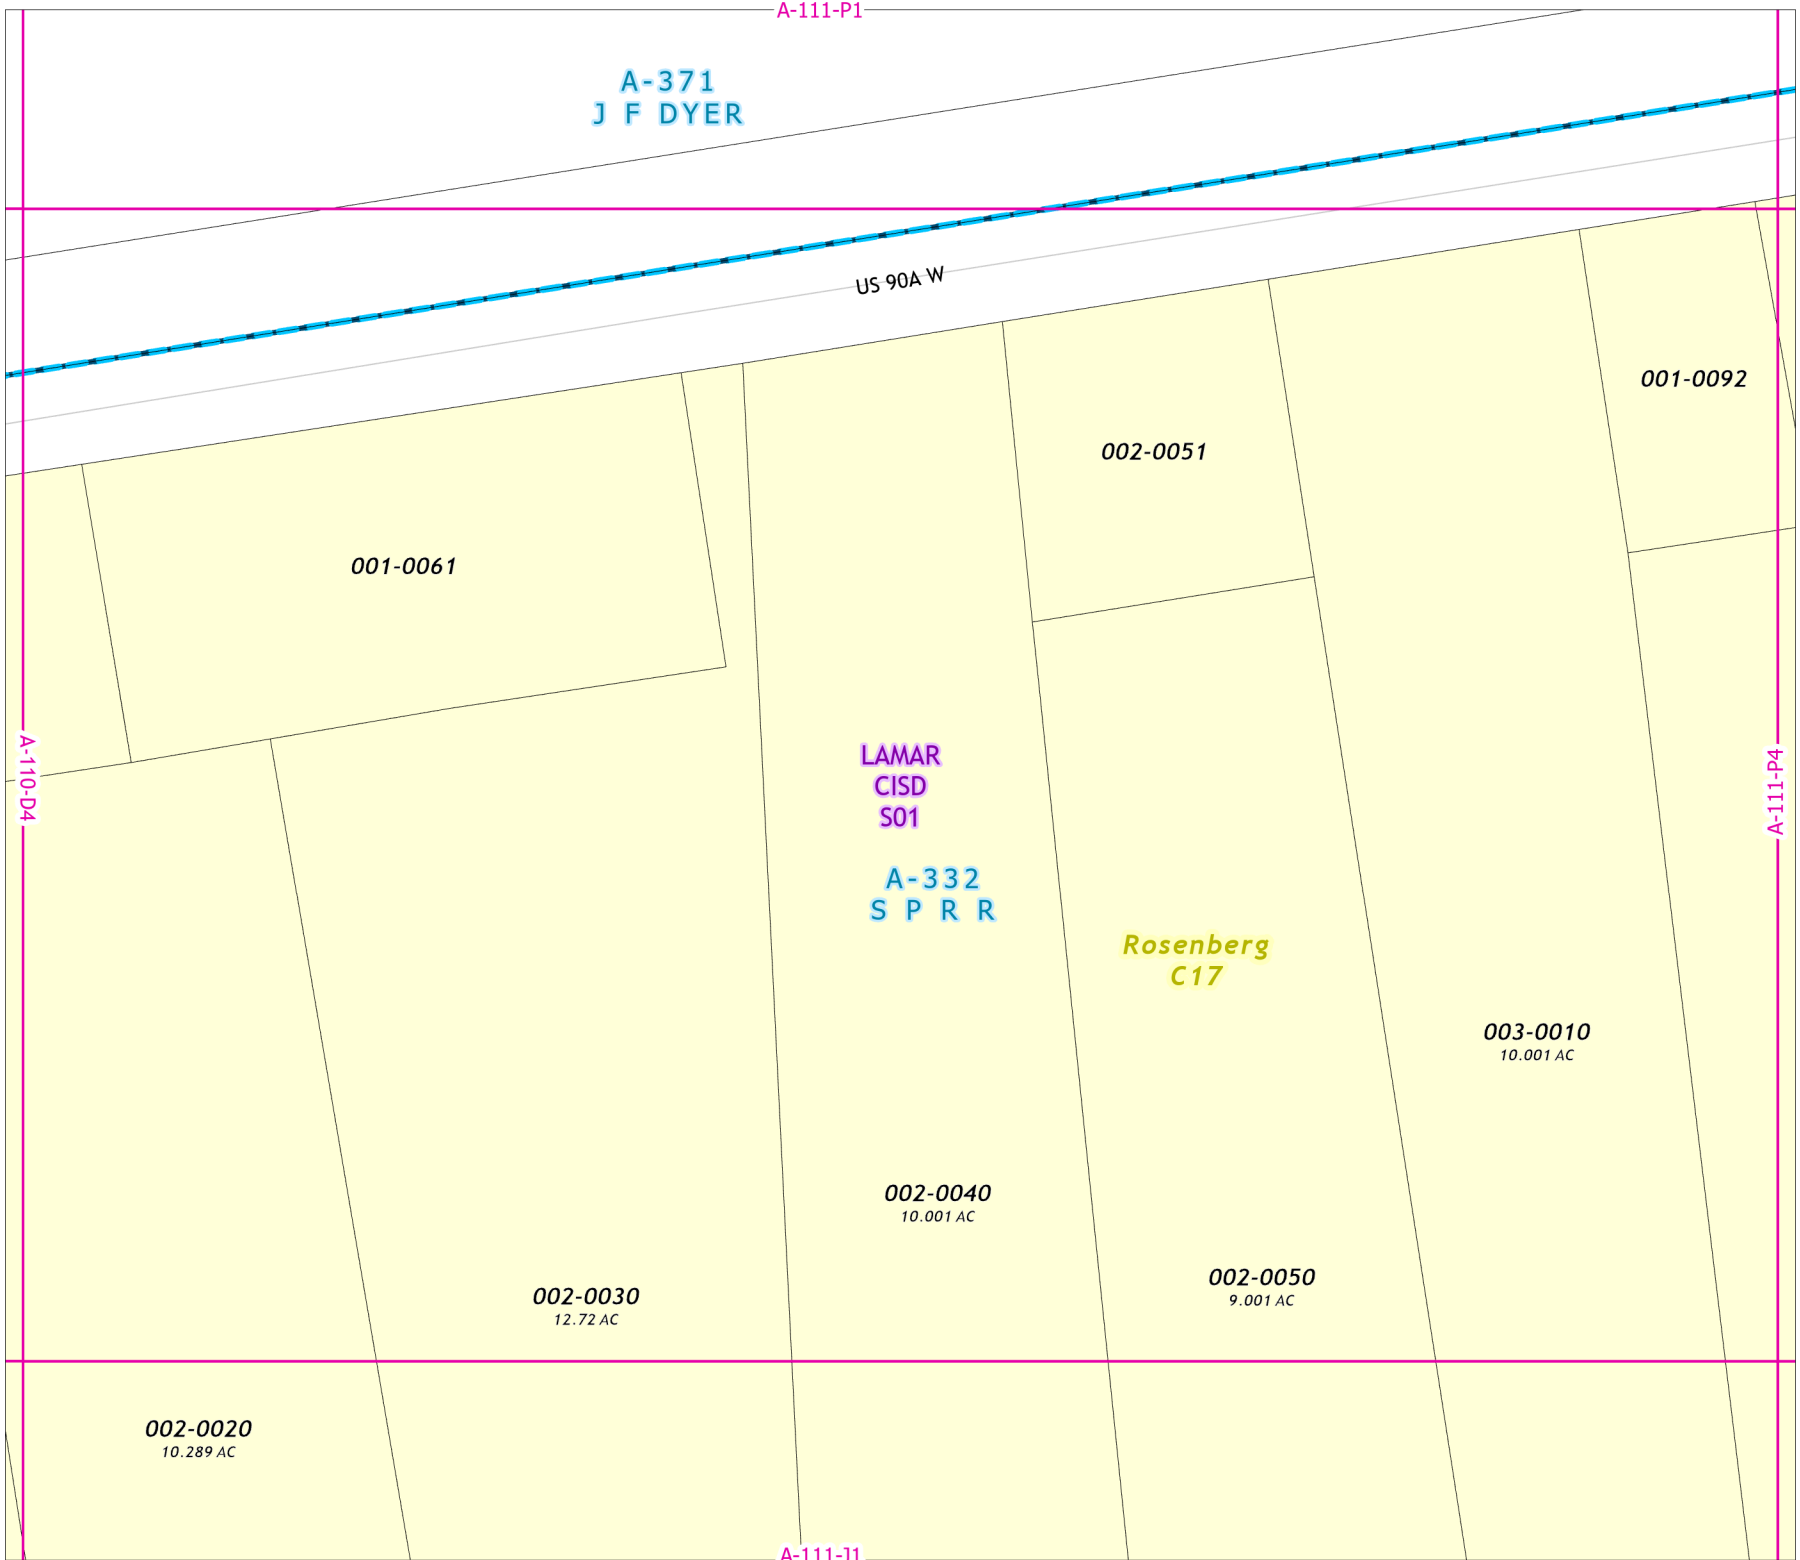 A-111-P1
A-371
J F DYER
US 90A W
001-0092
002-0051
001-0061
LAMAR
CISD
S01
A-110-D4
A-111-P4
A-332
S P R R
Rosenberg
C17
003-0010
10.001 AC
002-0040
10.001 AC
002-0050
9.001 AC
002-0030
12.72 AC
002-0020
10.289 AC
A-111-J1